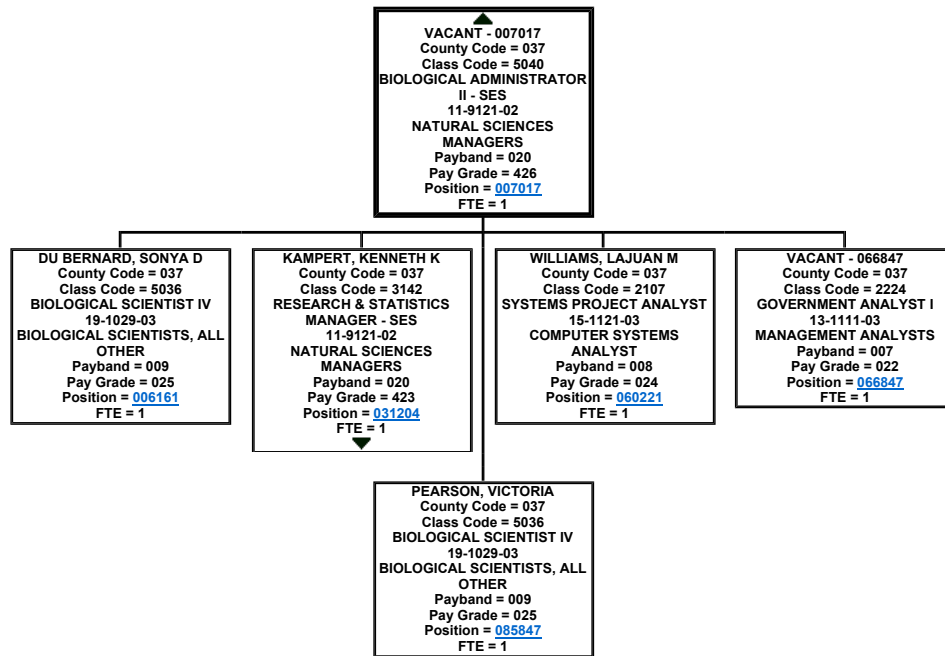 VACANT - 007017
County Code = 037
Class Code = 5040
BIOLOGICAL ADMINISTRATOR
II - SES
11-9121-02
NATURAL SCIENCES
MANAGERS
Payband = 020
Pay Grade = 426
Position = 007017
FTE = 1
DU BERNARD, SONYA D
County Code = 037
Class Code = 5036
BIOLOGICAL SCIENTIST IV
19-1029-03
BIOLOGICAL SCIENTISTS, ALL
OTHER
Payband = 009
Pay Grade = 025
Position = 006161
FTE = 1
KAMPERT, KENNETH K
County Code = 037
Class Code = 3142
RESEARCH & STATISTICS
MANAGER - SES
11-9121-02
NATURAL SCIENCES
MANAGERS
Payband = 020
Pay Grade = 423
Position = 031204
FTE = 1
WILLIAMS, LAJUAN M
County Code = 037
Class Code = 2107
SYSTEMS PROJECT ANALYST
15-1121-03
COMPUTER SYSTEMS
ANALYST
Payband = 008
Pay Grade = 024
Position = 060221
FTE = 1
VACANT - 066847
County Code = 037
Class Code = 2224
GOVERNMENT ANALYST I
13-1111-03
MANAGEMENT ANALYSTS
Payband = 007
Pay Grade = 022
Position = 066847
FTE = 1
PEARSON, VICTORIA
County Code = 037
Class Code = 5036
BIOLOGICAL SCIENTIST IV
19-1029-03
BIOLOGICAL SCIENTISTS, ALL
OTHER
Payband = 009
Pay Grade = 025
Position = 085847
FTE = 1